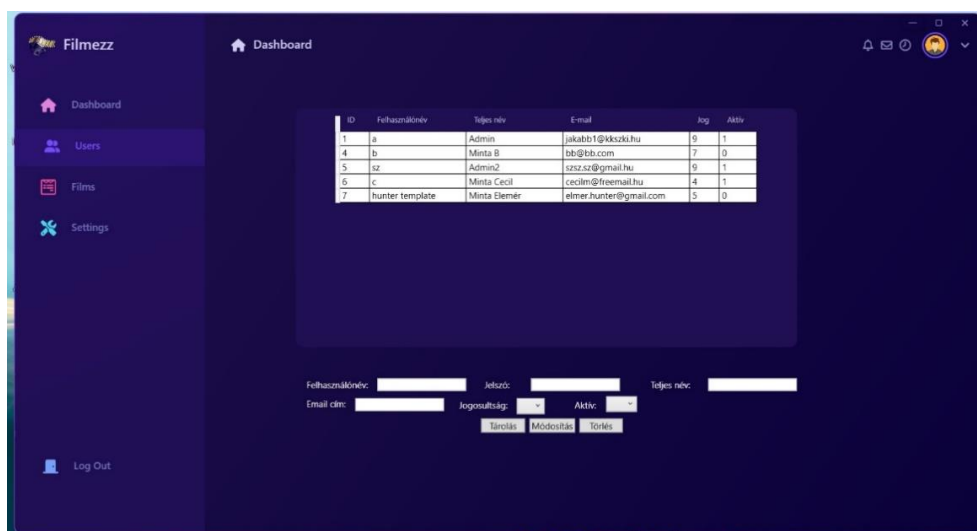 Filmezz
Dashboard
Dashboard
Users
Films
Settings
Log Out
ID Felhasználónév Teljes név E-mail Jog Aktív
1 a Admin jakabb1@kkszki.hu 9 1
4 b Minta B bb@bb.com 7 0
5 sz Admin2 szsz.sz@gmail.hu 9 1
6 c Minta Cecil cecilm@freemail.hu 4 1
7 hunter template Minta Elemér elmer.hunter@gmail.com 5 0
Felhasználónév: Jelszó: Teljes név:
Email cím: Jogosultság: Aktív:
Tárolás Módosítás Törlés